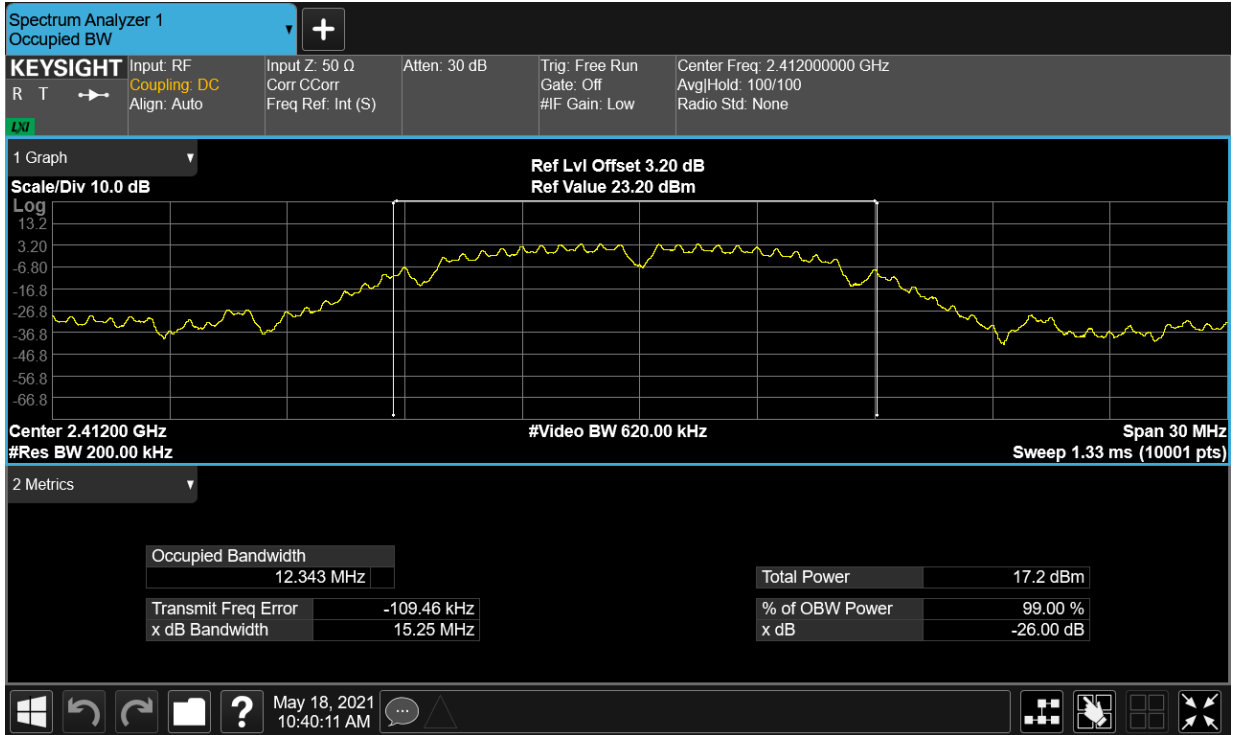 Spectrum Analyzer 1
Occupied BW
KEYSIGHT
R T
LXI
Input: RF
Coupling: DC
Align: Auto
Input Z: 50 Ω
Corr CCorr
Freq Ref: Int (S)
Atten: 30 dB
Trig: Free Run
Gate: Off
#IF Gain: Low
Center Freq: 2.412000000 GHz
Avg|Hold: 100/100
Radio Std: None
1 Graph
Scale/Div 10.0 dB
Ref Lvl Offset 3.20 dB
Ref Value 23.20 dBm
Log
13.2
3.20
-6.80
-16.8
-26.8
-36.8
-46.8
-56.8
-66.8
Center 2.41200 GHz
#Res BW 200.00 kHz
#Video BW 620.00 kHz
Span 30 MHz
Sweep 1.33 ms (10001 pts)
2 Metrics
Occupied Bandwidth
12.343 MHz
Total Power 17.2 dBm
Transmit Freq Error -109.46 kHz
% of OBW Power 99.00 %
x dB Bandwidth 15.25 MHz
x dB -26.00 dB
?
May 18, 2021
10:40:11 AM